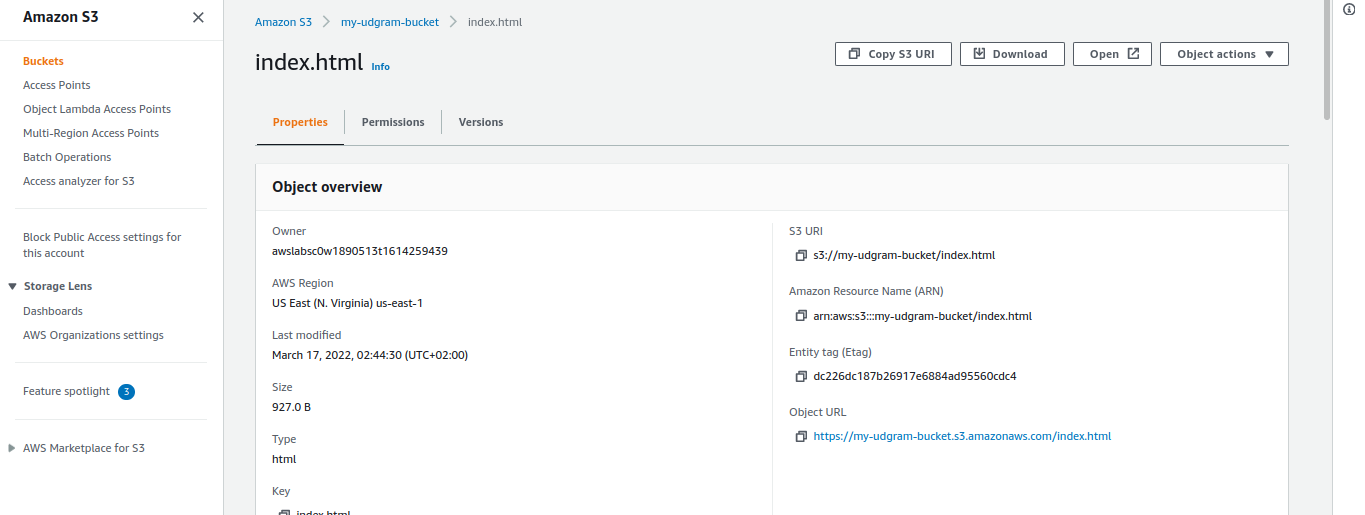 Amazon S3
Buckets
Access Points
Object Lambda Access Points
Multi-Region Access Points
Batch Operations
Access analyzer for S3
Block Public Access settings for
this account
Storage Lens
Dashboards
AWS Organizations settings
Feature spotlight 3
AWS Marketplace for S3
Amazon S3 my-udgram-bucket index.html
index.html Info
Copy S3 URI Download Open Object actions
Properties Permissions Versions
Object overview
Owner
awslabsc0w1890513t1614259439
AWS Region
US East (N. Virginia) us-east-1
Last modified
March 17, 2022, 02:44:30 (UTC+02:00)
Size
927.0 B
Type
html
Key
index.html
S3 URI
s3://my-udgram-bucket/index.html
Amazon Resource Name (ARN)
arn:aws:s3:::my-udgram-bucket/index.html
Entity tag (Etag)
dc226dc187b26917e6884ad95560cdc4
Object URL
https://my-udgram-bucket.s3.amazonaws.com/index.html